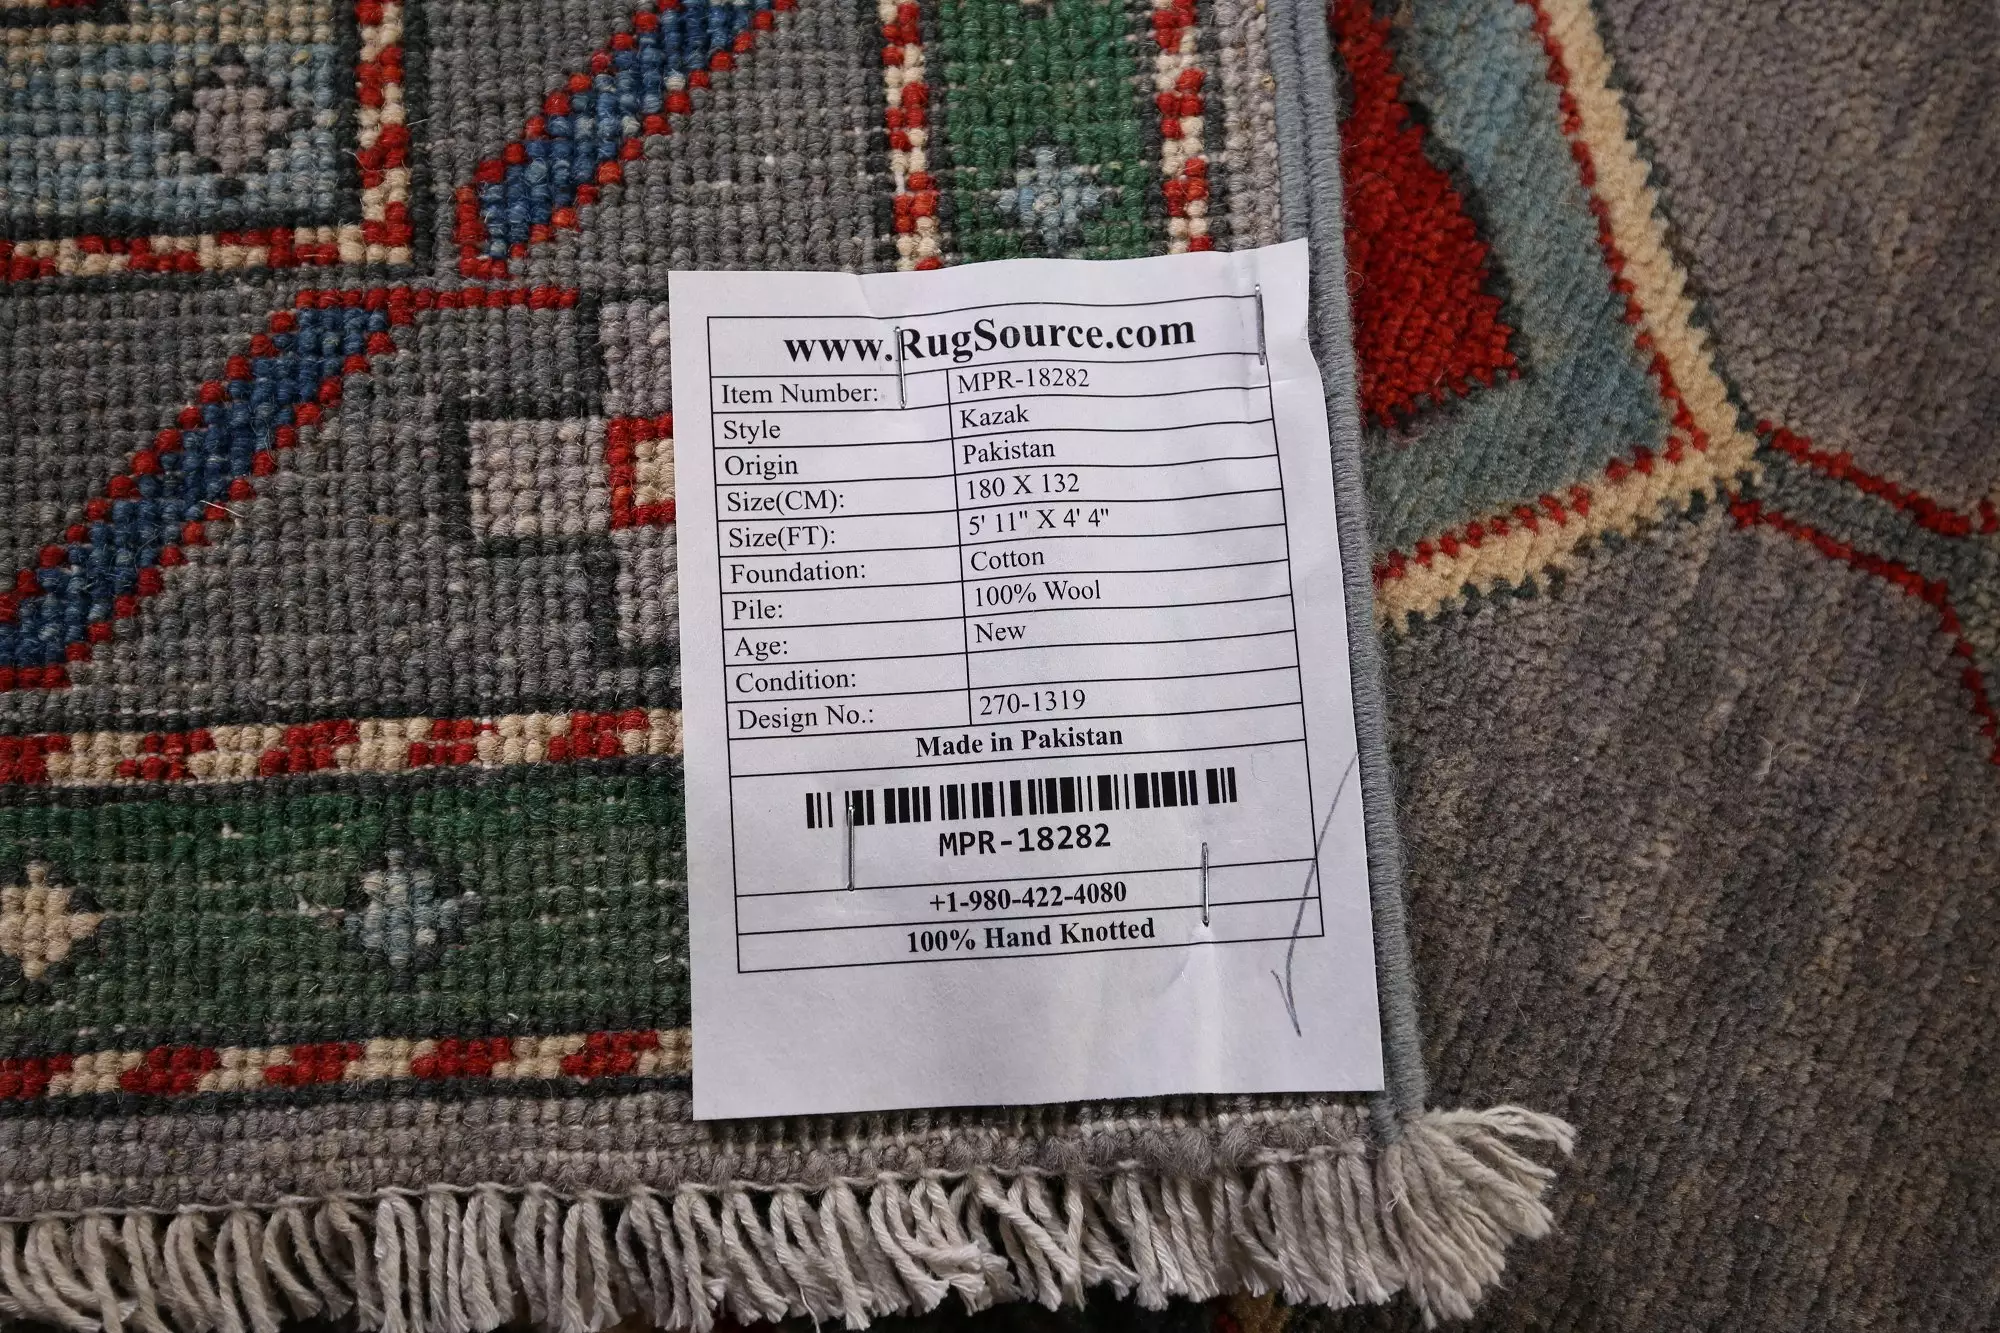 www.RugSource.com
Item Number: MPR-18282
Style Kazak
Origin Pakistan
Size(CM): 180 X 132
Size(FT): 5' 11" X 4' 4"
Foundation: Cotton
Pile: 100% Wool
Age: New
Condition:
Design No.: 270-1319
Made in Pakistan
MPR-18282
+1-980-422-4080
100% Hand Knotted